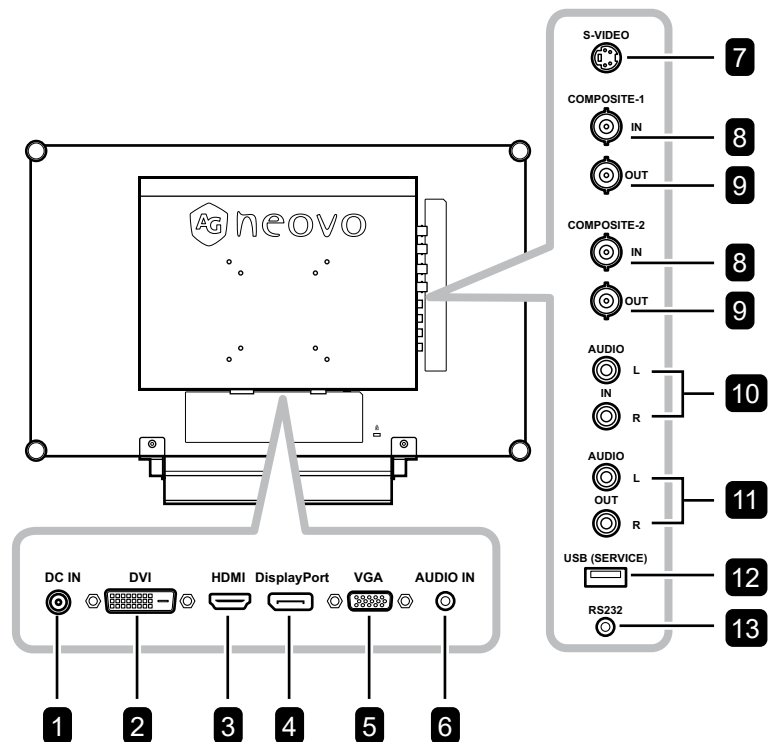 S-VIDEO
7
COMPOSITE-1
IN
8
OUT
9
COMPOSITE-2
IN
8
OUT
9
AUDIO
L
IN
R
10
AUDIO
L
OUT
R
11
USB (SERVICE)
12
RS232
13
AG neovo
DC IN DVI HDMI DisplayPort VGA AUDIO IN
1 2 3 4 5 6